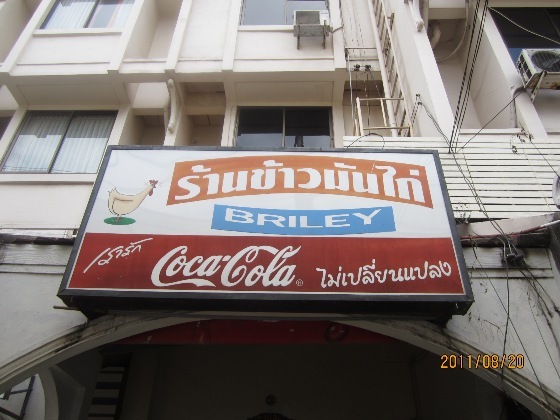 ร้านข้าวมันไก่
BRILEY
เรารัก Coca-Cola ® ไม่เปลี่ยนแปลง
2011/08/20